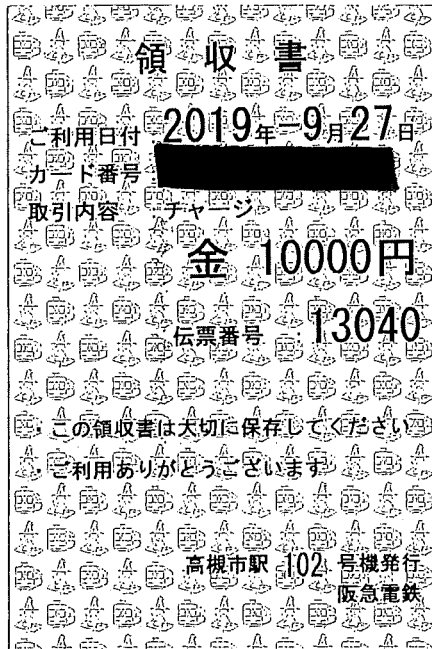 領収書
ご利用日付 2019年 9月27日
カード番号
取引内容 チャージ
金 10000円
伝票番号 :13040
・この領収書は大切に保存してください
・ご利用ありがとうございます
高槻市駅 102 号機発行
阪急電鉄